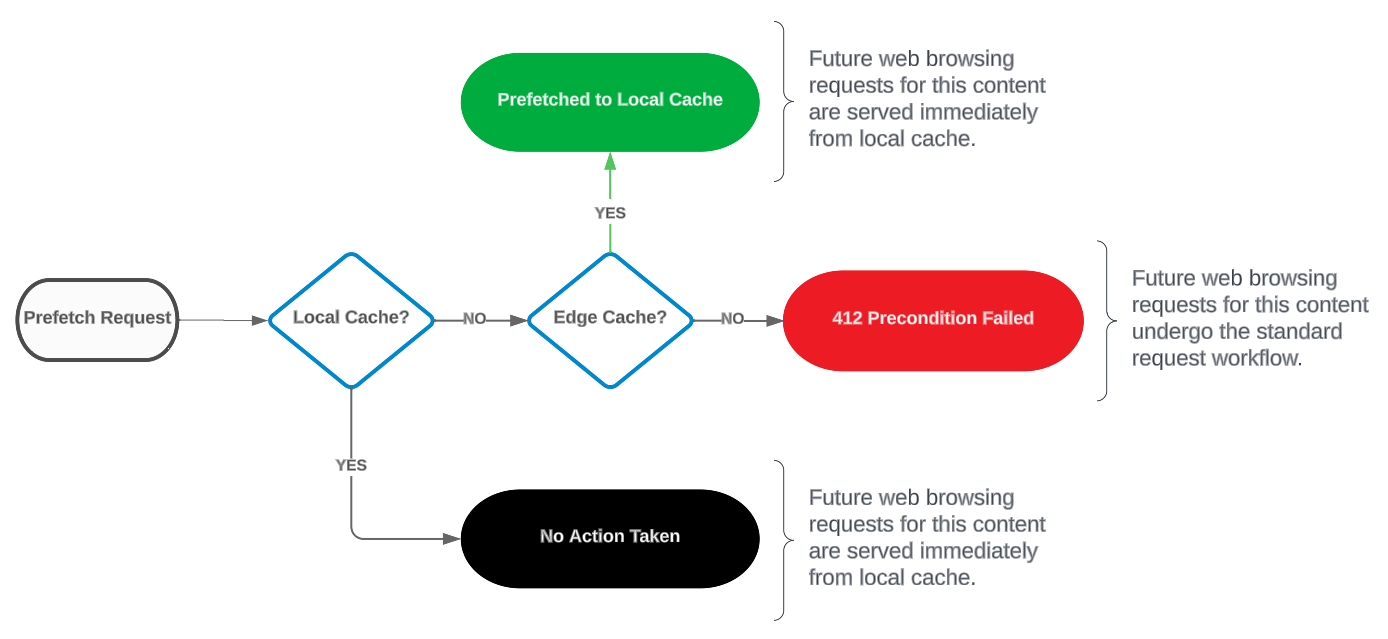 Prefetched to Local Cache
Future web browsing
requests for this content
are served immediately
from local cache.
YES
Prefetch Request
Local Cache?
NO
Edge Cache?
NO
412 Precondition Failed
Future web browsing
requests for this content
undergo the standard
request workflow.
YES
No Action Taken
Future web browsing
requests for this content
are served immediately
from local cache.